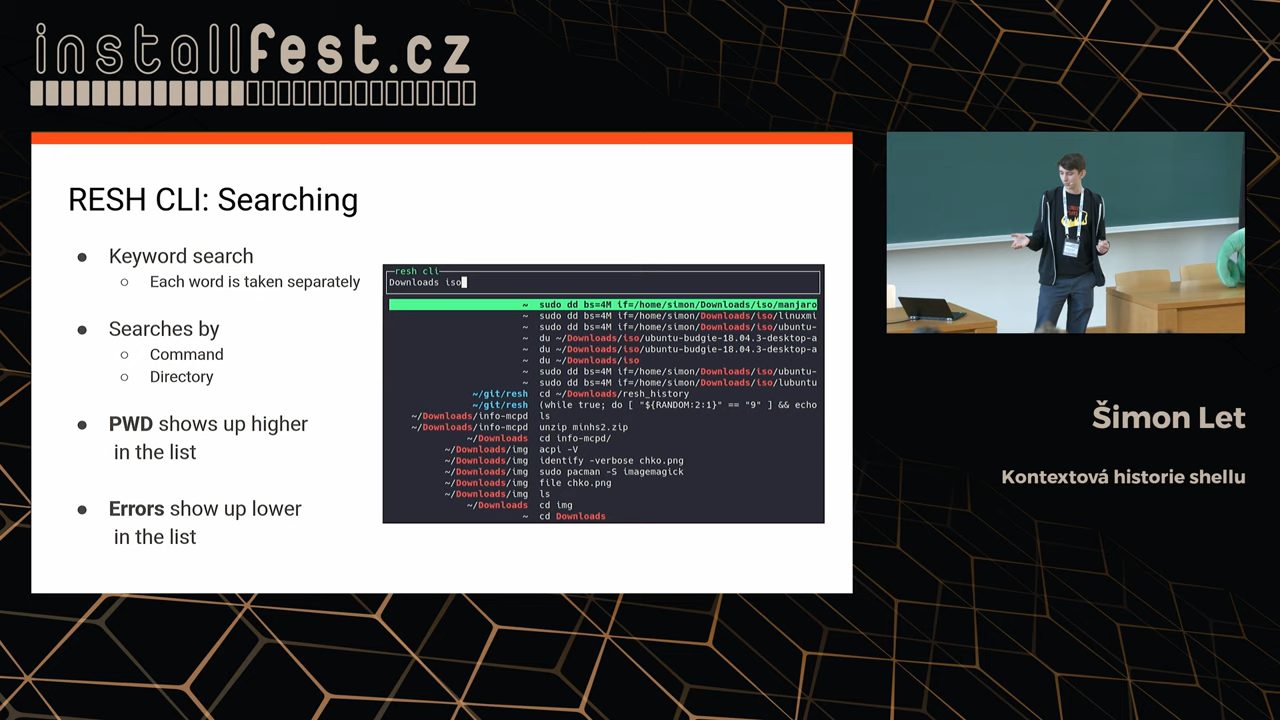 installfest.cz
RESH CLI: Searching
● Keyword search
○ Each word is taken separately
● Searches by
○ Command
○ Directory
● PWD shows up higher
in the list
● Errors show up lower
in the list
resh cli
Downloads iso
~ sudo dd bs=4M if=/home/simon/Downloads/iso/manjaro
~ sudo dd bs=4M if=/home/simon/Downloads/iso/linuxmi
~ sudo dd bs=4M if=/home/simon/Downloads/iso/ubuntu-
~ du ~/Downloads/iso/ubuntu-budgie-18.04.3-desktop-a
~ du ~/Downloads/iso/ubuntu-budgie-18.04.3-desktop-a
~ du ~/Downloads/iso
~ sudo dd bs=4M if=/home/simon/Downloads/iso/ubuntu-
~ sudo dd bs=4M if=/home/simon/Downloads/iso/lubuntu
~/git/resh cd ~/Downloads/resh_history
~/git/resh (while true; do [ "${RANDOM:2:1}" == "9" ] && echo
~/Downloads/info-mcpd ls
~/Downloads/info-mcpd unzip minhs2.zip
~/Downloads cd info-mcpd/
~/Downloads/img acpi -V
~/Downloads/img identify -verbose chko.png
~/Downloads/img sudo pacman -S imagemagick
~/Downloads/img file chko.png
~/Downloads/img ls
~/Downloads cd img
~ cd Downloads
Šimon Let
Kontextová historie shellu